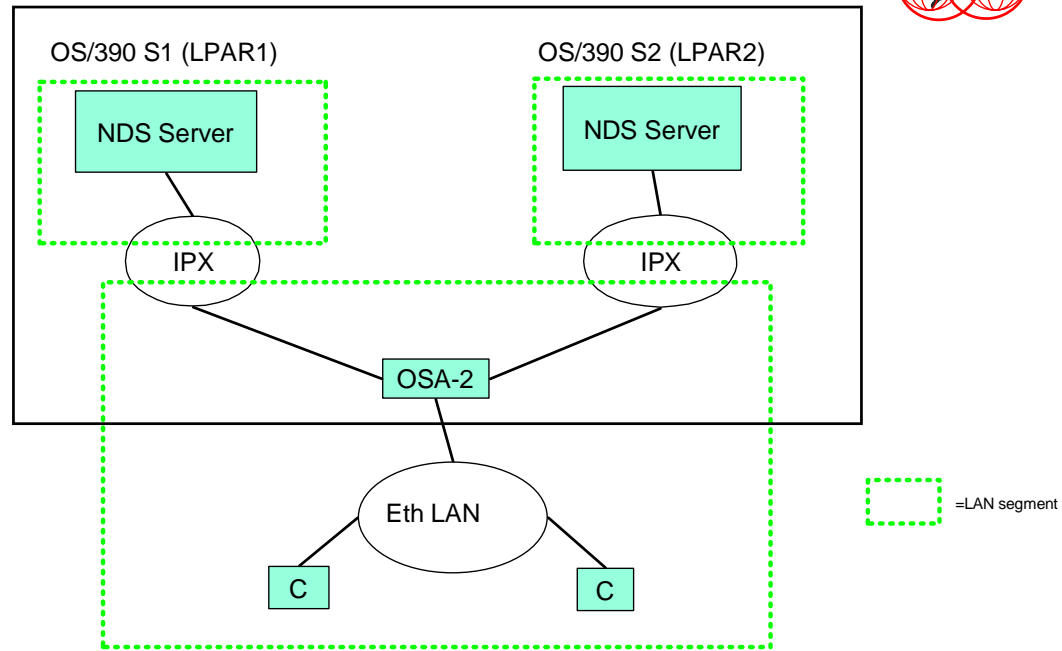 OS/390 S1 (LPAR1)
OS/390 S2 (LPAR2)
NDS Server
NDS Server
IPX
IPX
OSA-2
Eth LAN
=LAN segment
C
C